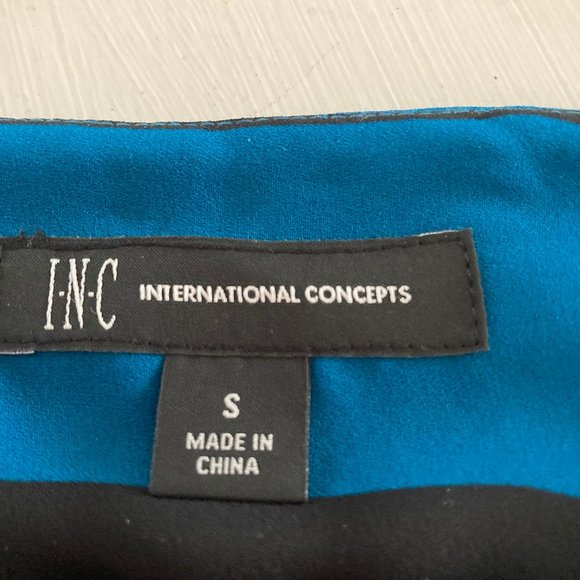 I·N·C INTERNATIONAL CONCEPTS
S
MADE IN
CHINA